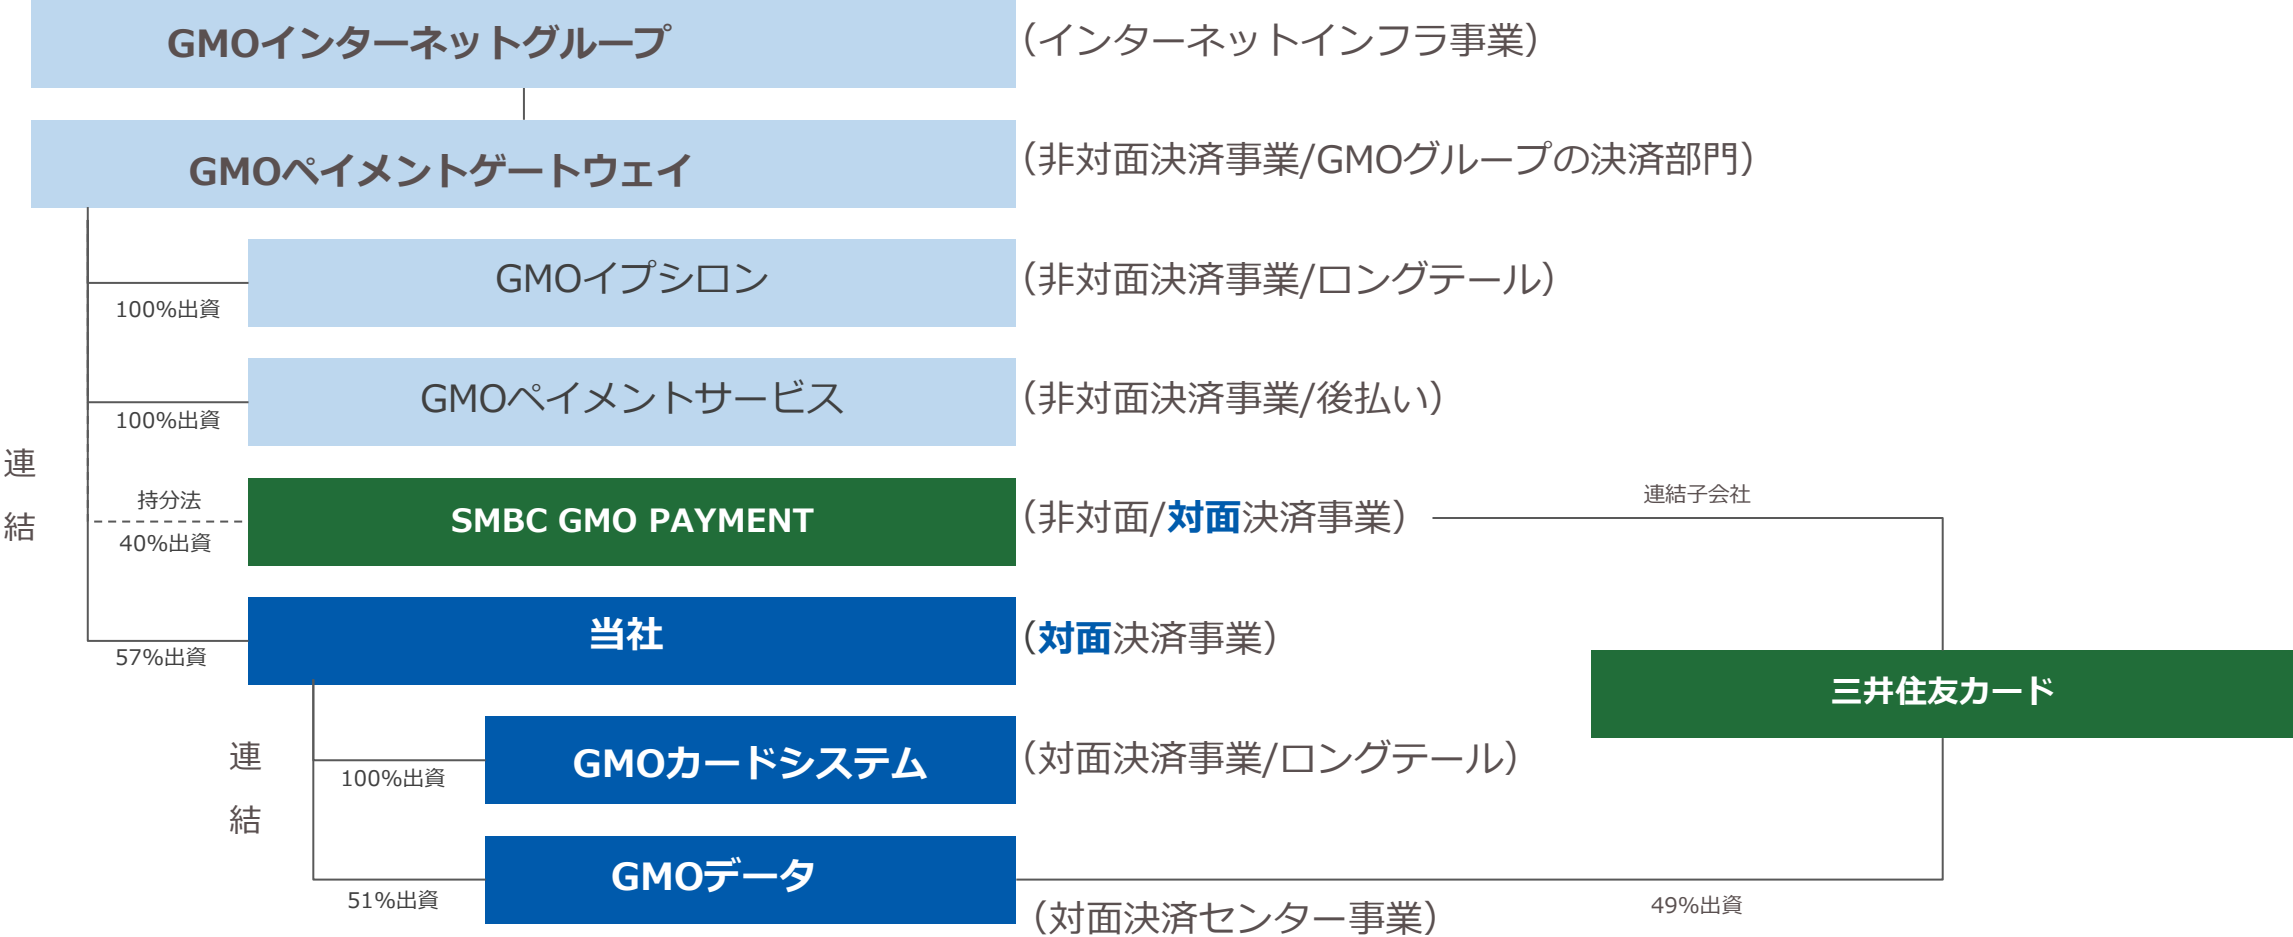 GMOインターネットグループ
（インターネットインフラ事業）
GMOペイメントゲートウェイ
（非対面決済事業/GMOグループの決済部門）
GMOイプシロン
（非対面決済事業/ロングテール）
100%出資
GMOペイメントサービス
（非対面決済事業/後払い）
100%出資
連結
持分法
40%出資
SMBC GMO PAYMENT
（非対面/対面決済事業）
連結子会社
当社
（対面決済事業）
57%出資
三井住友カード
連結
GMOカードシステム
（対面決済事業/ロングテール）
100%出資
GMOデータ
51%出資
（対面決済センター事業）
49%出資